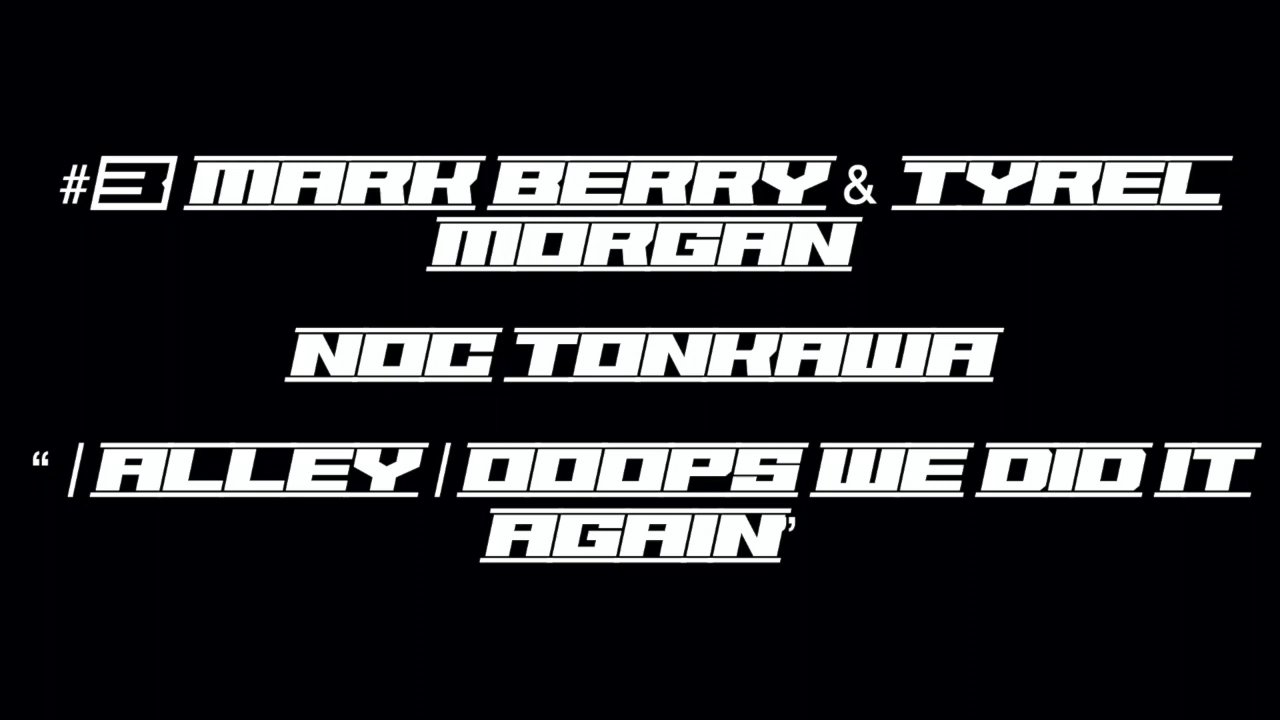 #3 MARK BERRY & TYREL
MORGAN
NOC TONKAWA
“ | ALLEY | OOOPS WE DID IT
AGAIN’